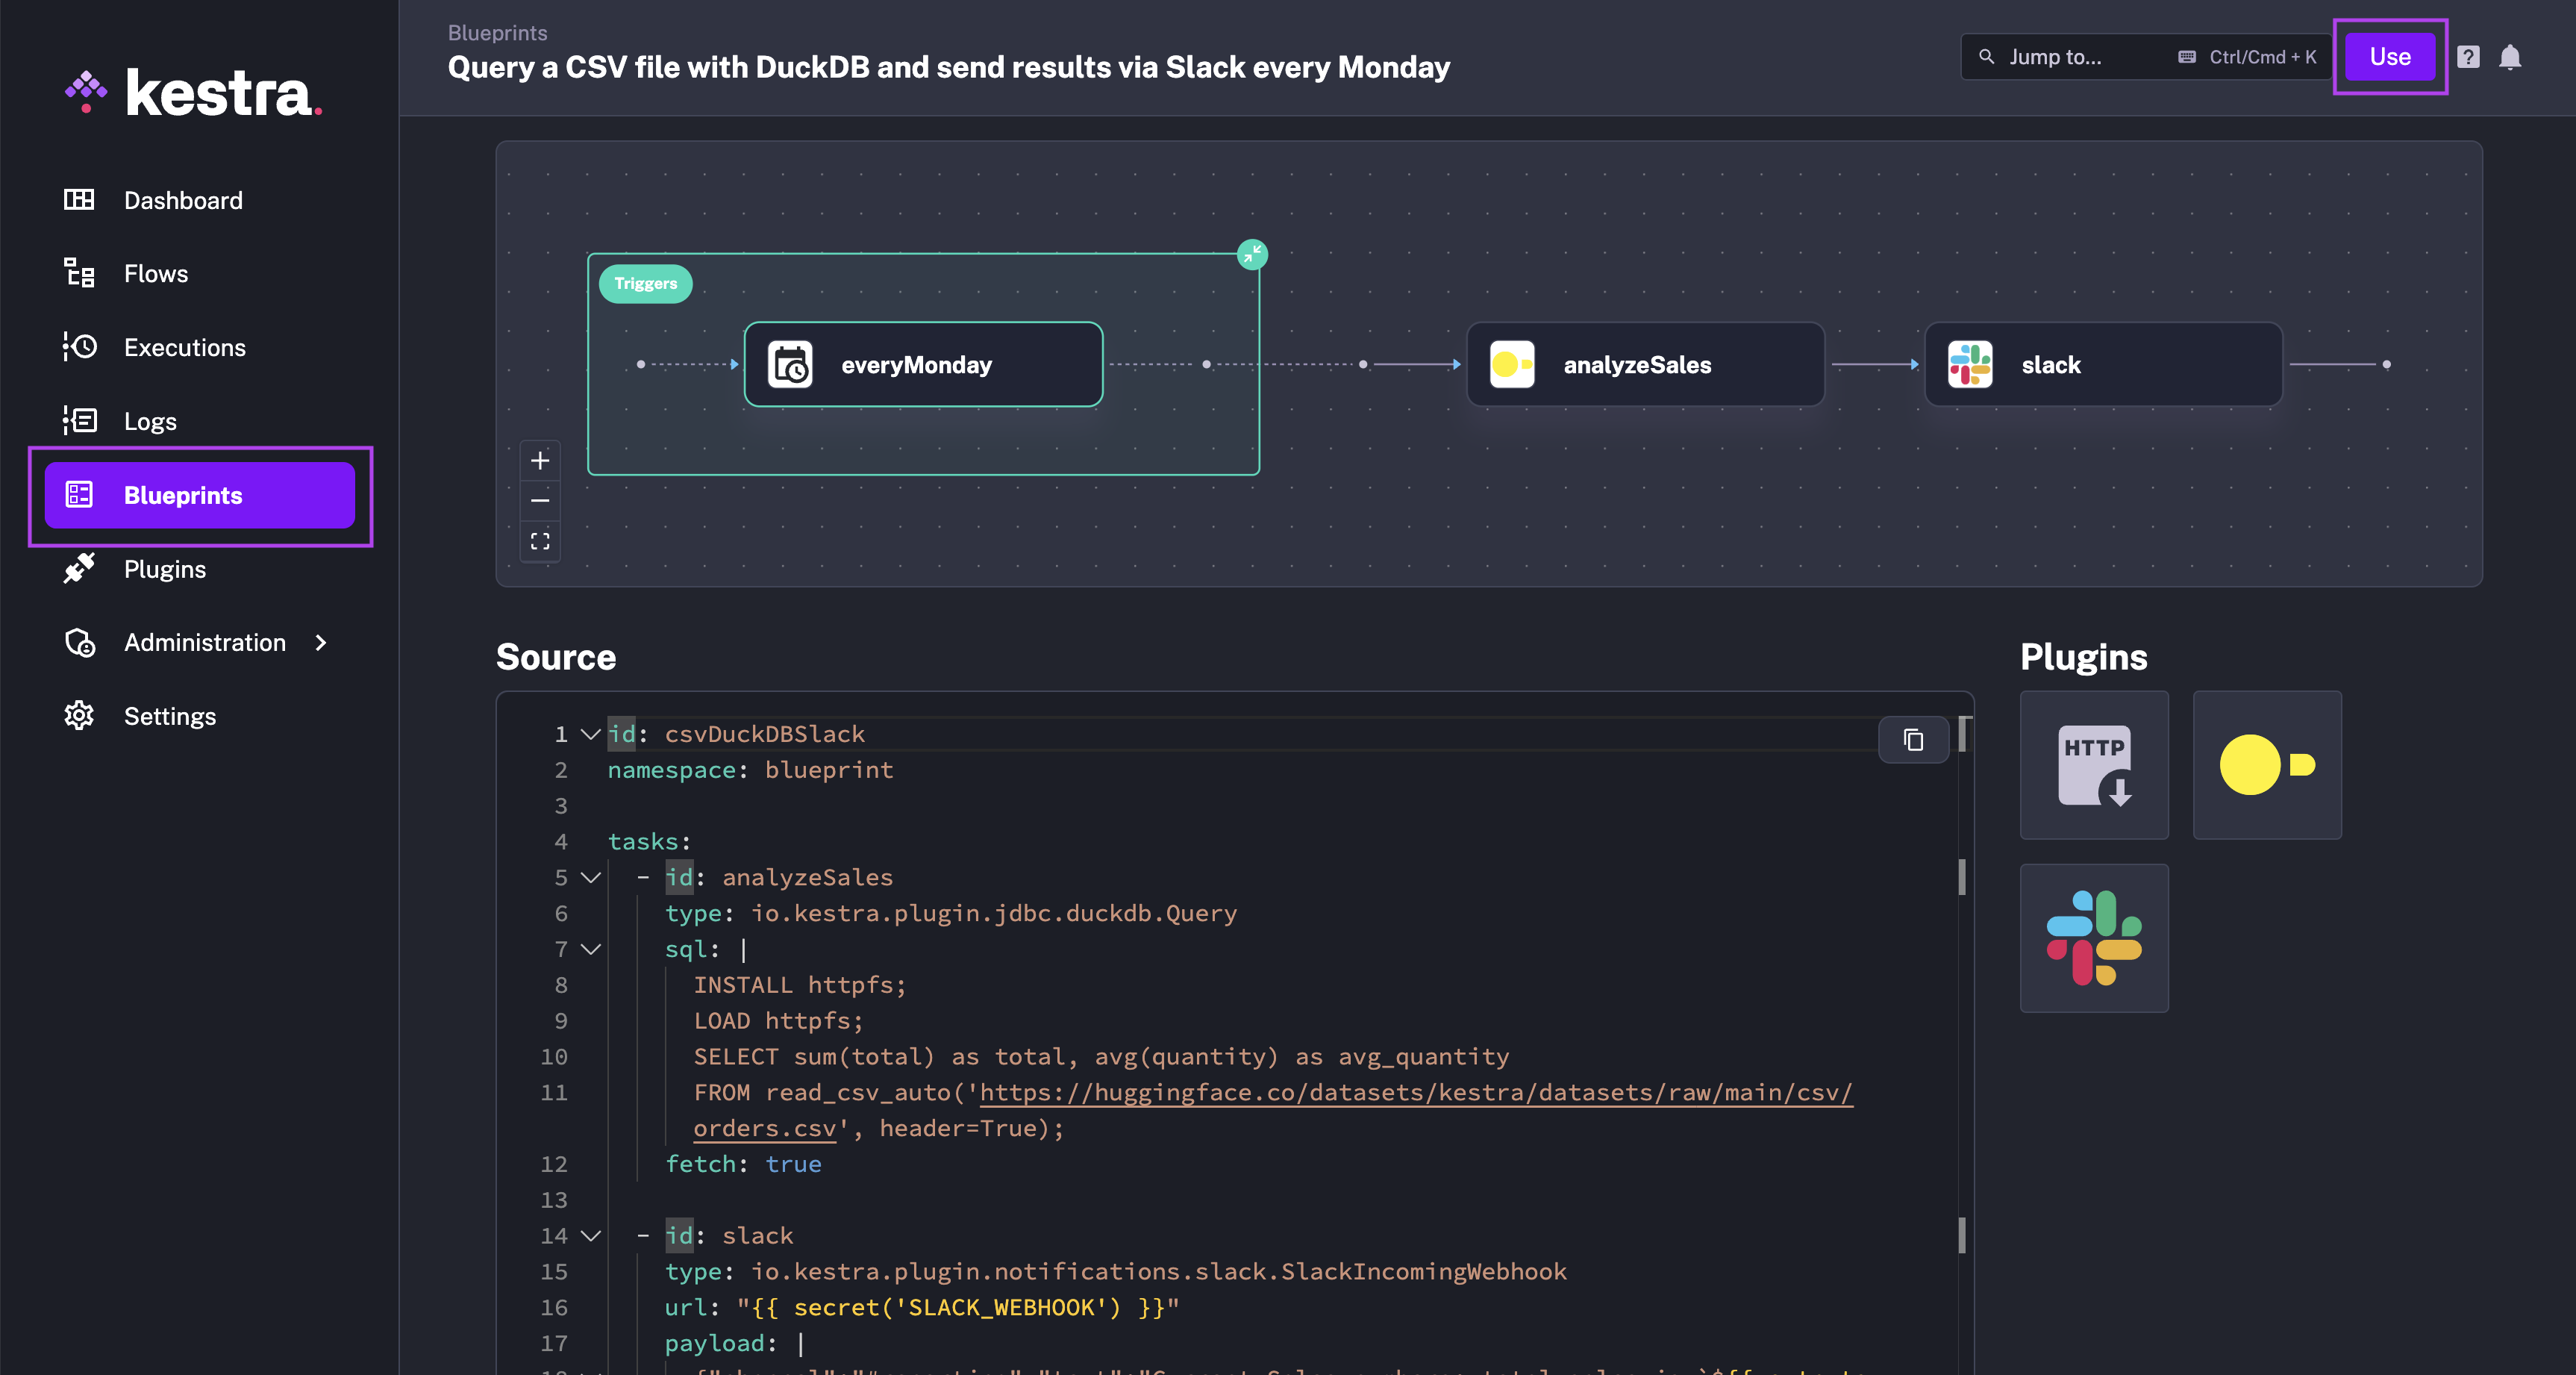 kestra.
Dashboard
Flows
Executions
Logs
Blueprints
Plugins
Administration
Settings
Blueprints
Query a CSV file with DuckDB and send results via Slack every Monday
Jump to...
Ctrl/Cmd + K
Use
?
Triggers
everyMonday
analyzeSales
slack
Source
1 id: csvDuckDBSlack
2 namespace: blueprint
3
4 tasks:
5 - id: analyzeSales
6 type: io.kestra.plugin.jdbc.duckdb.Query
7 sql: |
8 INSTALL httpfs;
9 LOAD httpfs;
10 SELECT sum(total) as total, avg(quantity) as avg_quantity
11 FROM read_csv_auto('https://huggingface.co/datasets/kestra/datasets/raw/main/csv/
orders.csv', header=True);
12 fetch: true
13
14 - id: slack
15 type: io.kestra.plugin.notifications.slack.SlackIncomingWebhook
16 url: "{{ secret('SLACK_WEBHOOK') }}"
17 payload: |
Plugins
HTTP